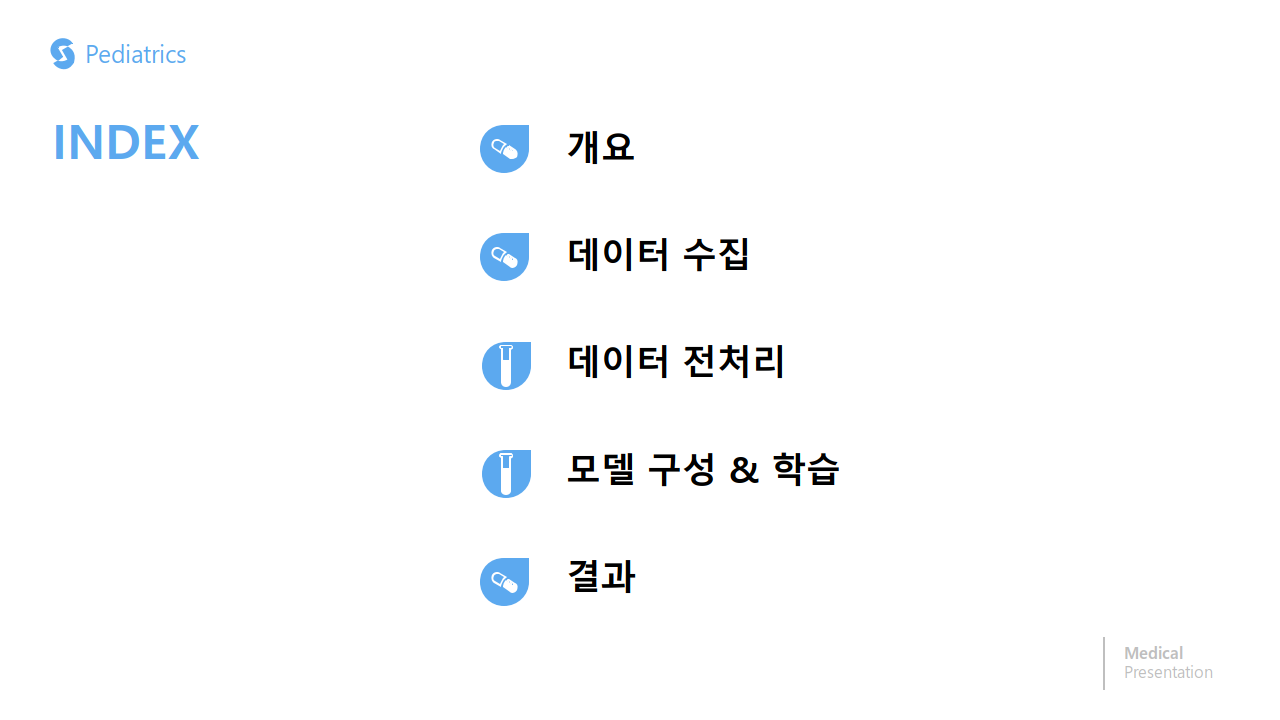 Pediatrics
INDEX
개요
데이터 수집
데이터 전처리
모델 구성 & 학습
결과
Medical
Presentation